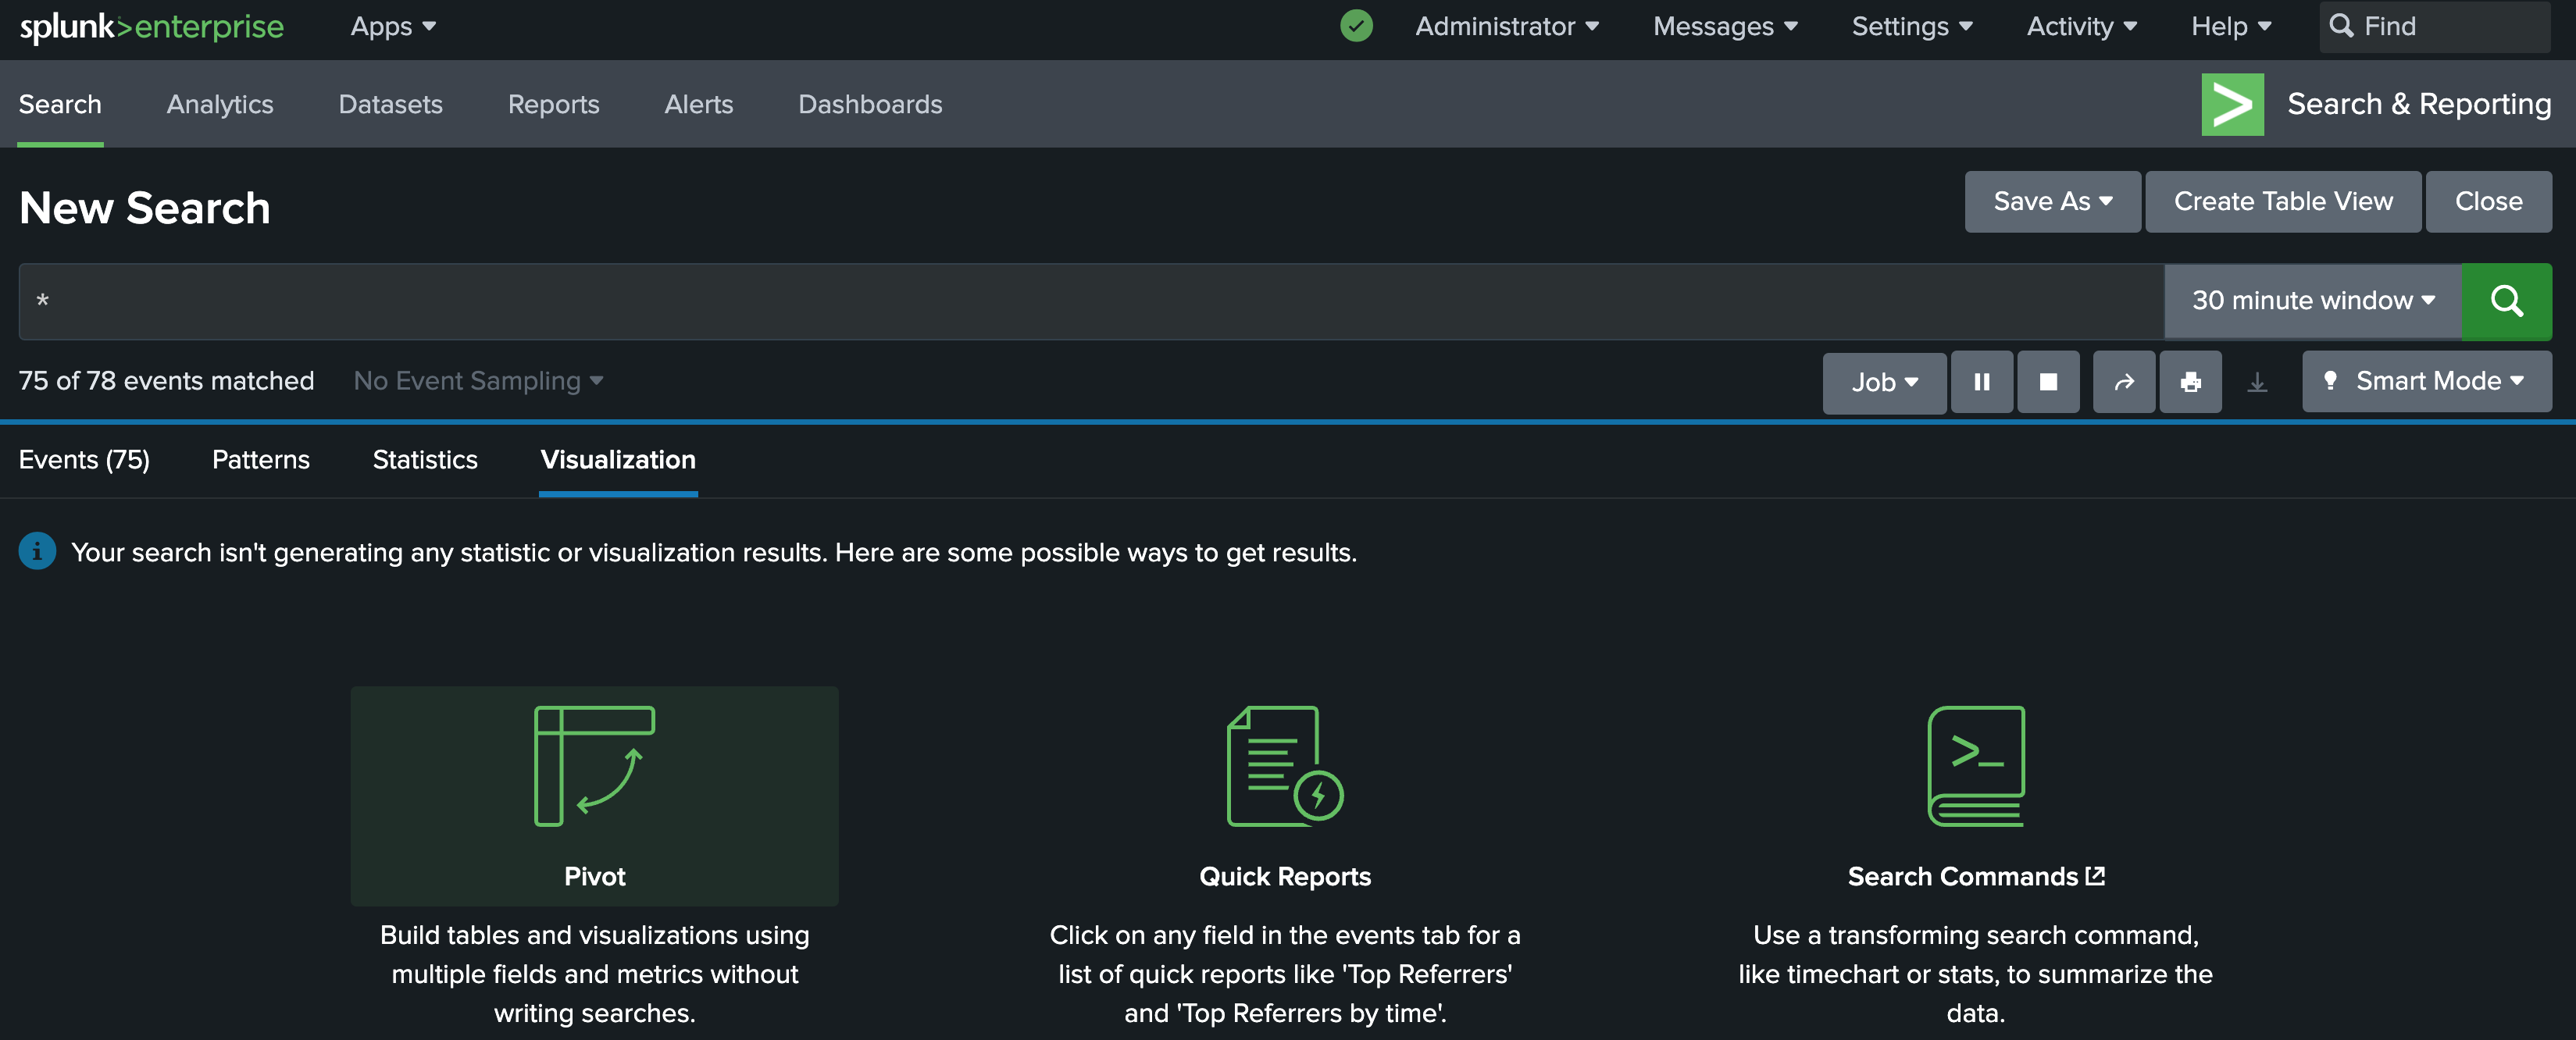 splunk>enterprise Apps Administrator Messages Settings Activity Help Find
Search Analytics Datasets Reports Alerts Dashboards > Search & Reporting
New Search Save As Create Table View Close
* 30 minute window
75 of 78 events matched No Event Sampling Job Smart Mode
Events (75) Patterns Statistics Visualization
i Your search isn't generating any statistic or visualization results. Here are some possible ways to get results.
>_
Pivot
Build tables and visualizations using
multiple fields and metrics without
writing searches.
Quick Reports
Click on any field in the events tab for a
list of quick reports like 'Top Referrers'
and 'Top Referrers by time'.
Search Commands
Use a transforming search command,
like timechart or stats, to summarize the
data.